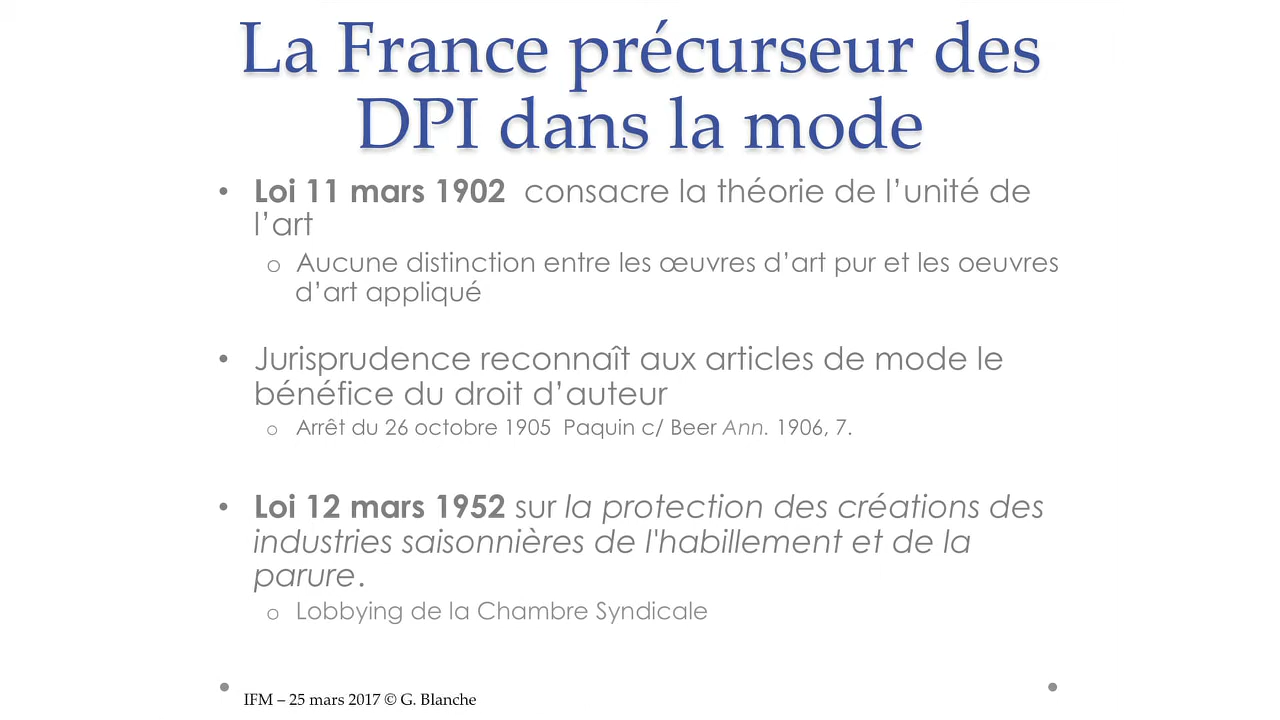 La France précurseur des
DPI dans la mode
• Loi 11 mars 1902 consacre la théorie de l’unité de
l’art
o Aucune distinction entre les œuvres d’art pur et les oeuvres
d’art appliqué
• Jurisprudence reconnaît aux articles de mode le
bénéfice du droit d’auteur
o Arrêt du 26 octobre 1905 Paquin c/ Beer Ann. 1906, 7.
• Loi 12 mars 1952 sur la protection des créations des
industries saisonnières de l'habillement et de la
parure.
o Lobbying de la Chambre Syndicale
IFM – 25 mars 2017 © G. Blanche